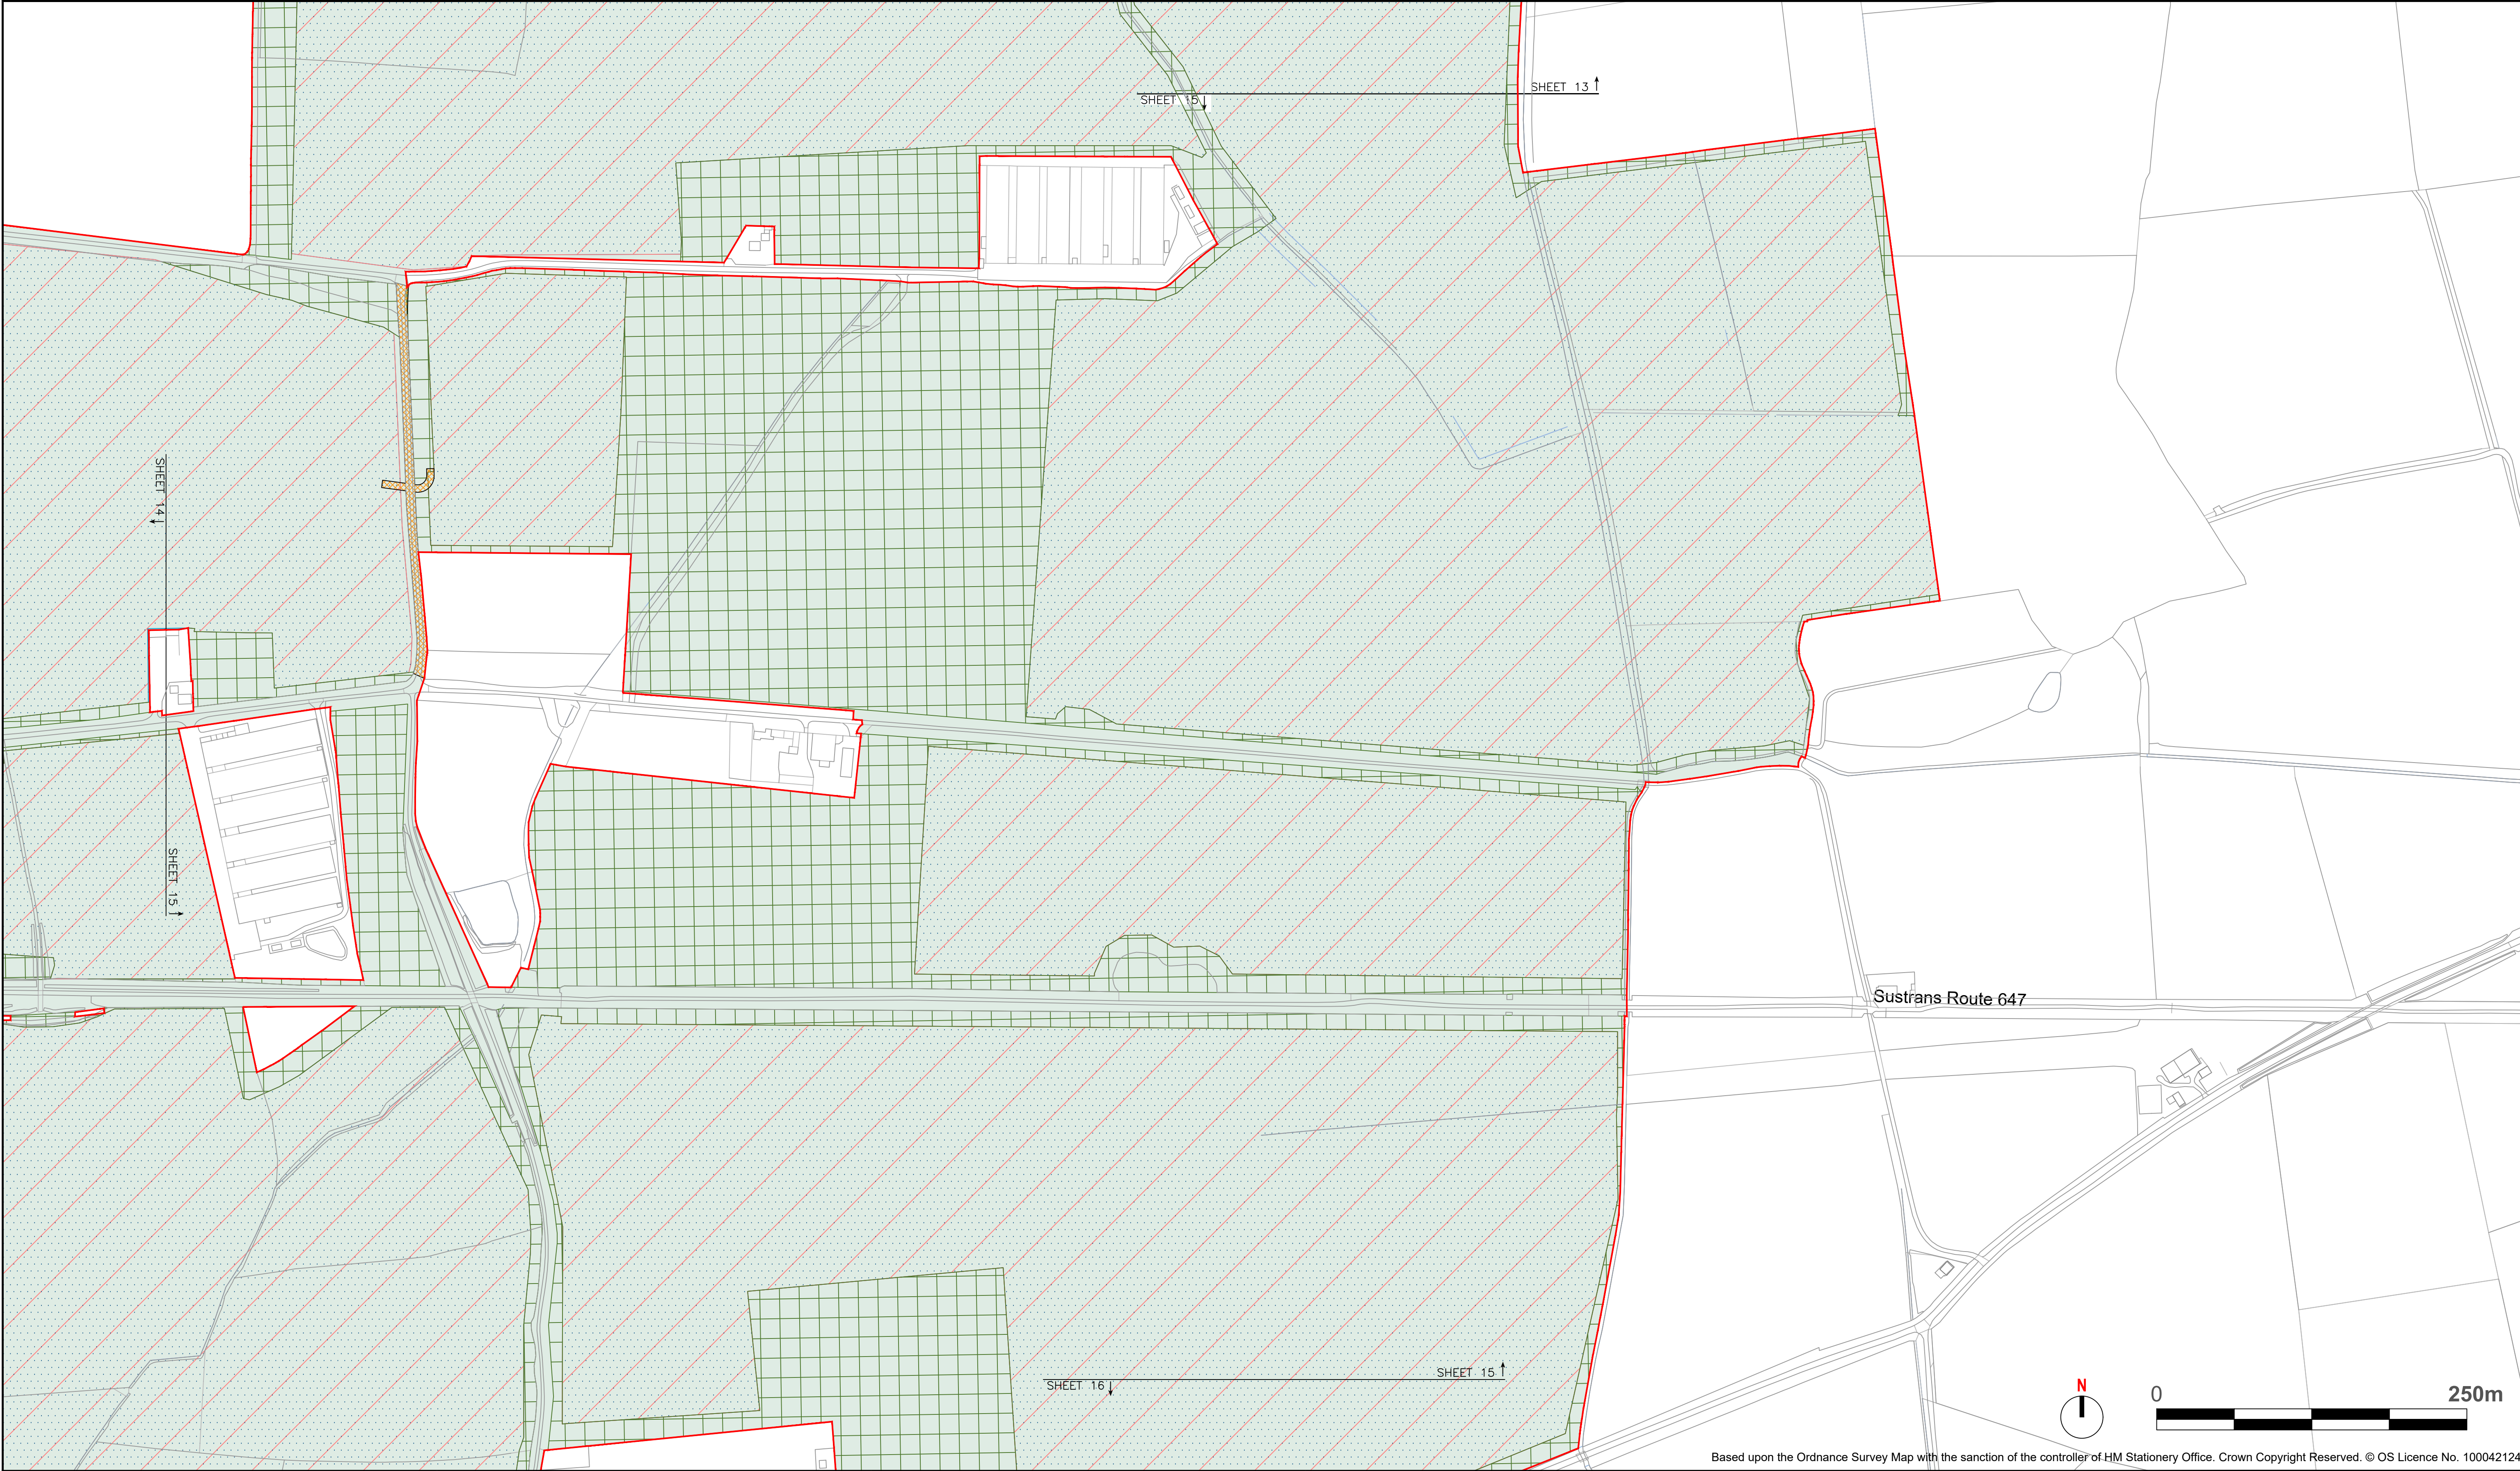 SHEET 13
SHEET 15
SHEET 14
SHEET 15
Sustrans Route 647
SHEET 15
SHEET 16
N
0 250m
Based upon the Ordnance Survey Map with the sanction of the controller of HM Stationery Office. Crown Copyright Reserved. © OS Licence No. 100042124